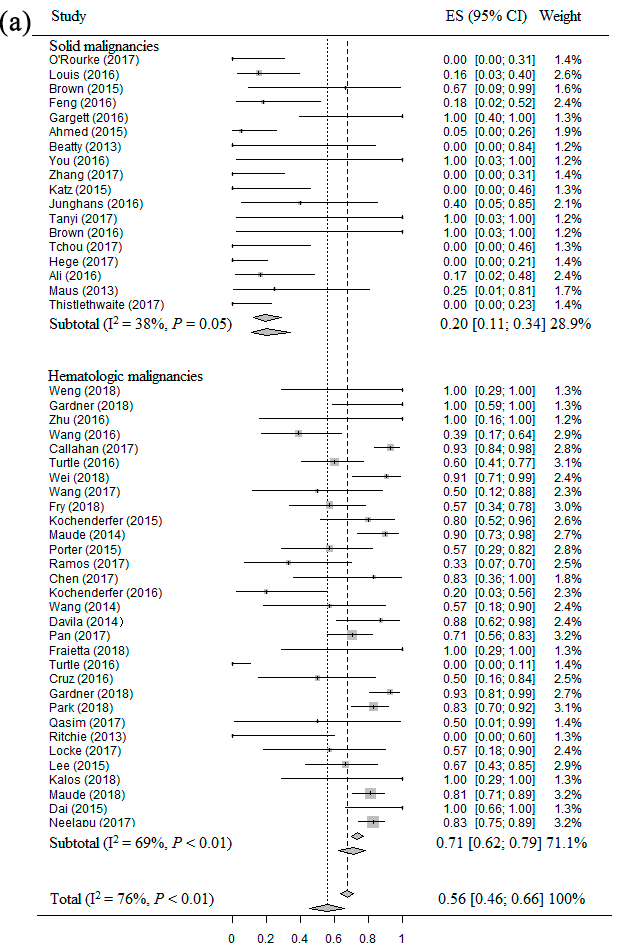 (a)
Study ES (95% CI) Weight
Solid malignancies
O'Rourke (2017) 0.00 [0.00; 0.31] 1.4%
Louis (2016) 0.16 [0.03; 0.40] 2.6%
Brown (2015) 0.67 [0.09; 0.99] 1.6%
Feng (2016) 0.18 [0.02; 0.52] 2.4%
Gargett (2016) 1.00 [0.40; 1.00] 1.3%
Ahmed (2015) 0.05 [0.00; 0.26] 1.9%
Beatty (2013) 0.00 [0.00; 0.84] 1.2%
You (2016) 1.00 [0.03; 1.00] 1.2%
Zhang (2017) 0.00 [0.00; 0.31] 1.4%
Katz (2015) 0.00 [0.00; 0.46] 1.3%
Junghans (2016) 0.40 [0.05; 0.85] 2.1%
Tanyi (2017) 1.00 [0.03; 1.00] 1.2%
Brown (2016) 1.00 [0.03; 1.00] 1.2%
Tchou (2017) 0.00 [0.00; 0.46] 1.3%
Hege (2017) 0.00 [0.00; 0.21] 1.4%
Ali (2016) 0.17 [0.02; 0.48] 2.4%
Maus (2013) 0.25 [0.01; 0.81] 1.7%
Thistlethwaite (2017) 0.00 [0.00; 0.23] 1.4%
Subtotal (I² = 38%, P = 0.05) 0.20 [0.11; 0.34] 28.9%
Hematologic malignancies
Weng (2018) 1.00 [0.29; 1.00] 1.3%
Gardner (2018) 1.00 [0.59; 1.00] 1.3%
Zhu (2016) 1.00 [0.16; 1.00] 1.2%
Wang (2016) 0.39 [0.17; 0.64] 2.9%
Callahan (2017) 0.93 [0.84; 0.98] 2.8%
Turtle (2016) 0.60 [0.41; 0.77] 3.1%
Wei (2018) 0.91 [0.71; 0.99] 2.4%
Wang (2017) 0.50 [0.12; 0.88] 2.3%
Fry (2018) 0.57 [0.34; 0.78] 3.0%
Kochenderfer (2015) 0.80 [0.52; 0.96] 2.6%
Maude (2014) 0.90 [0.73; 0.98] 2.7%
Porter (2015) 0.57 [0.29; 0.82] 2.8%
Ramos (2017) 0.33 [0.07; 0.70] 2.4%
Chen (2017) 0.83 [0.36; 1.00] 1.8%
Kochenderfer (2016) 0.20 [0.03; 0.56] 2.3%
Wang (2014) 0.57 [0.18; 0.90] 2.4%
Davila (2014) 0.88 [0.62; 0.98] 2.4%
Pan (2017) 0.71 [0.56; 0.83] 3.2%
Fraietta (2018) 1.00 [0.29; 1.00] 1.3%
Turtle (2016) 0.00 [0.00; 0.11] 1.4%
Cruz (2016) 0.50 [0.16; 0.84] 2.5%
Gardner (2018) 0.93 [0.81; 0.99] 2.7%
Park (2018) 0.83 [0.70; 0.92] 3.1%
Qasim (2017) 0.50 [0.01; 0.99] 1.4%
Ritchie (2013) 0.00 [0.00; 0.60] 1.3%
Locke (2017) 0.57 [0.18; 0.90] 2.4%
Lee (2015) 0.67 [0.43; 0.85] 2.9%
Kalos (2018) 1.00 [0.29; 1.00] 1.3%
Maude (2018) 0.81 [0.71; 0.89] 3.2%
Dai (2015) 1.00 [0.66; 1.00] 1.3%
Neelapu (2017) 0.83 [0.75; 0.89] 3.2%
Subtotal (I² = 69%, P < 0.01) 0.71 [0.62; 0.79] 71.1%
Total (I² = 76%, P < 0.01) 0.56 [0.46; 0.66] 100%
0 0.2 0.4 0.6 0.8 1